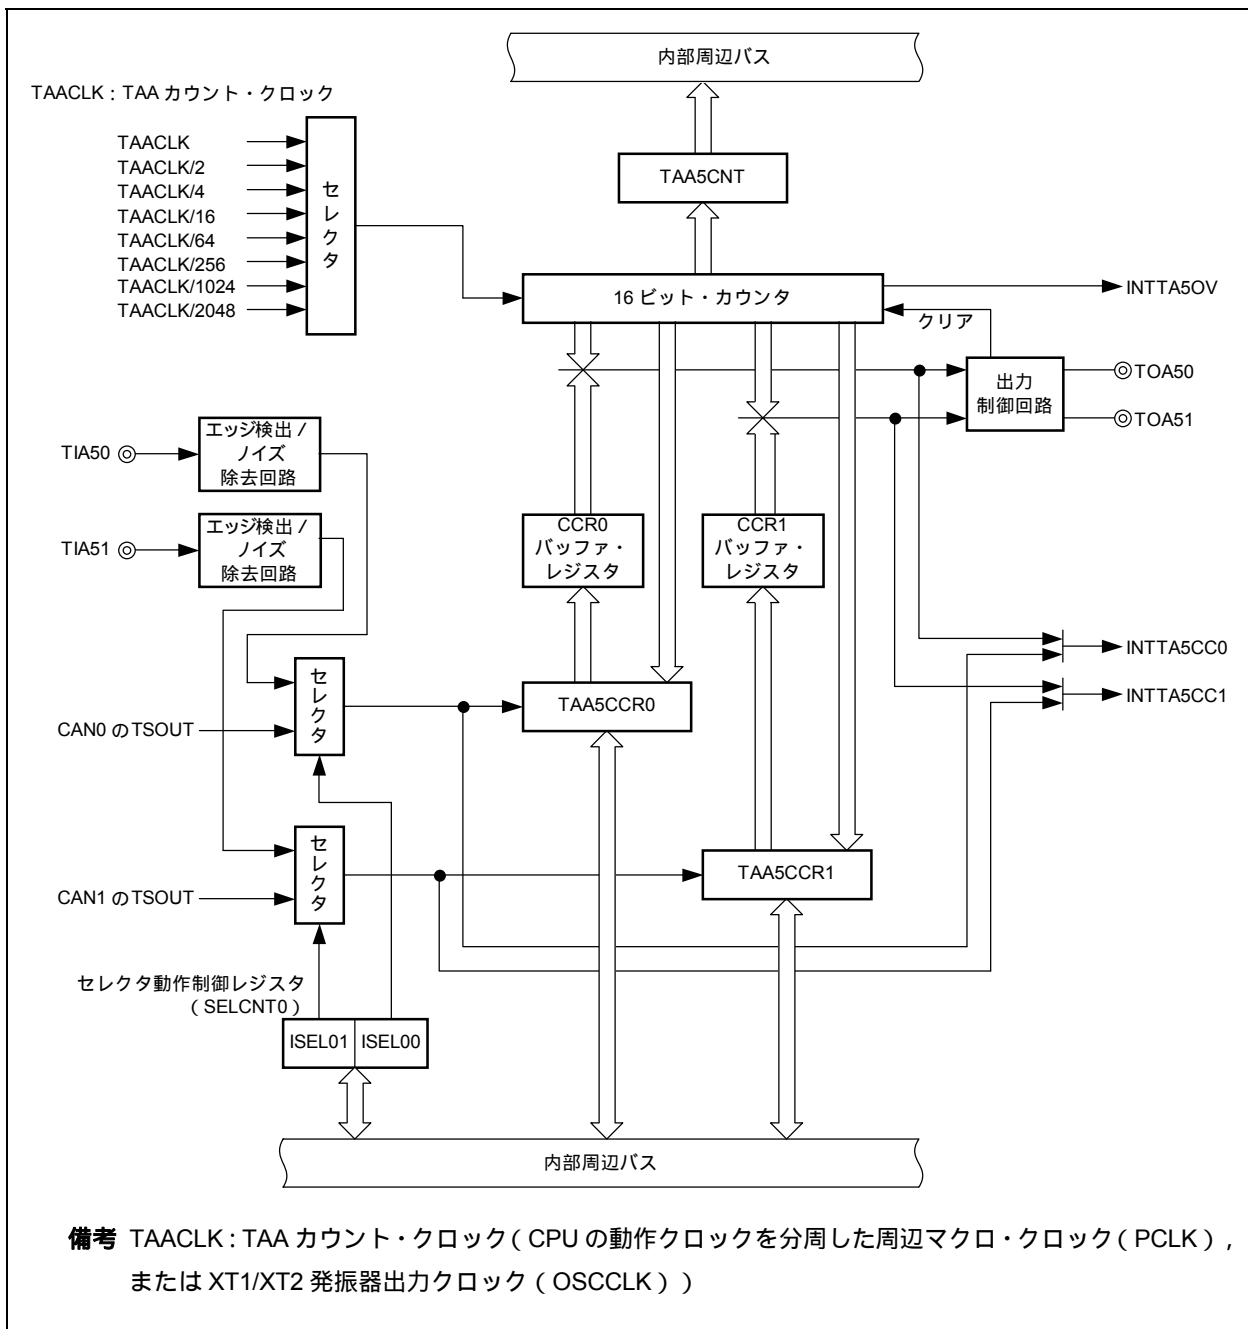 内部周辺バス
TAACLK : TAA カウント・クロック
TAACLK
TAACLK/2
TAACLK/4
TAACLK/16
TAACLK/64
TAACLK/256
TAACLK/1024
TAACLK/2048
セレクタ
TAA5CNT
16 ビット・カウンタ
INTTA5OV
クリア
出力
制御回路
TOA50
TOA51
TIA50
エッジ検出 /
ノイズ
除去回路
TIA51
エッジ検出 /
ノイズ
除去回路
CCR0
バッファ・
レジスタ
CCR1
バッファ・
レジスタ
INTTA5CC0
INTTA5CC1
セレクタ
TAA5CCR0
CAN0 のTSOUT
セレクタ
TAA5CCR1
CAN1 のTSOUT
セレクタ動作制御レジスタ
( SELCNT0 )
ISEL01 ISEL00
内部周辺バス
備考 TAACLK : TAA カウント・クロック ( CPU の動作クロックを分周した周辺マクロ・クロック ( PCLK ) ,
または XT1/XT2 発振器出力クロック ( OSCCLK ) )